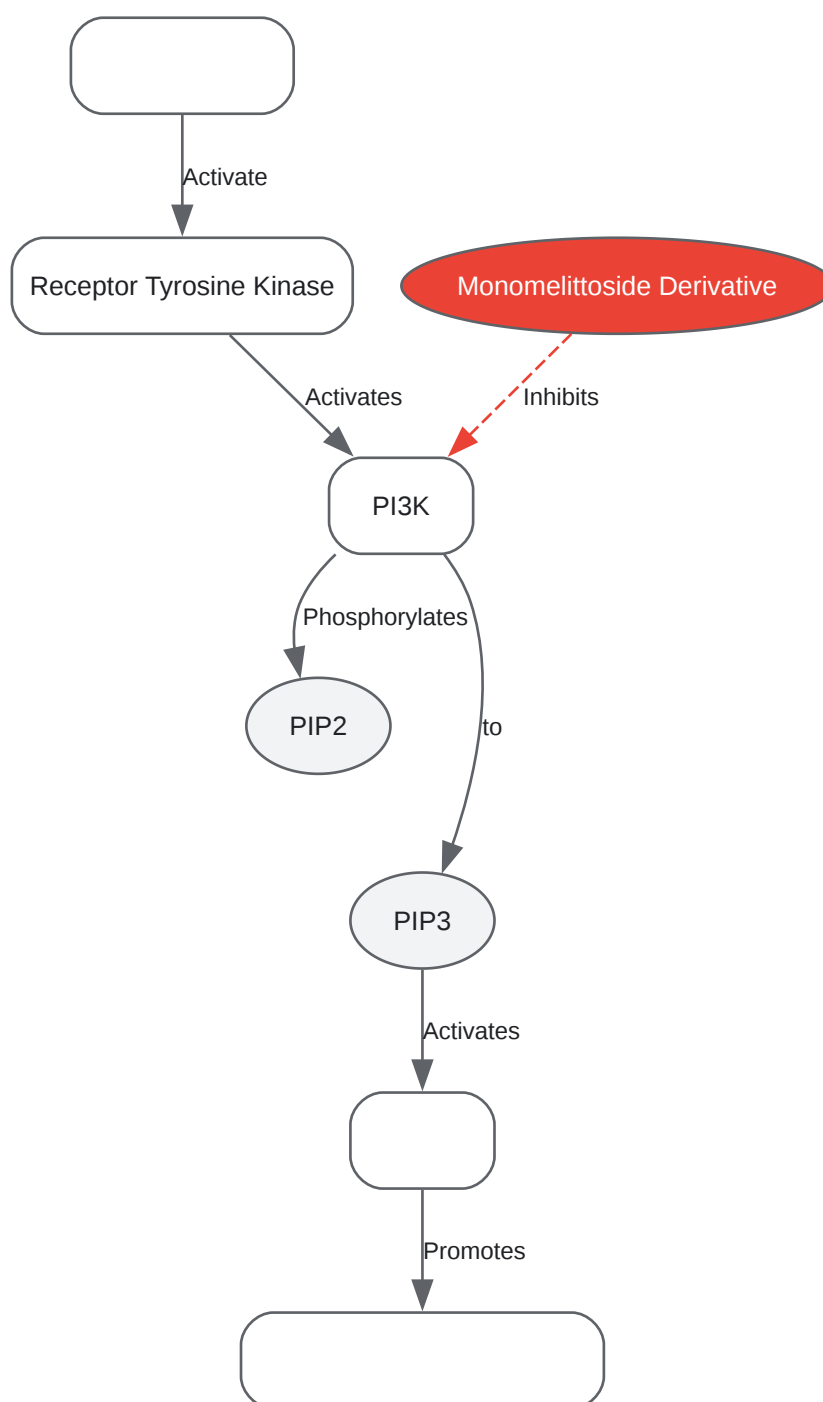 Activate
Receptor Tyrosine Kinase
Monomelittoside Derivative
Activates
Inhibits
PI3K
Phosphorylates
PIP2
to
PIP3
Activates
Promotes